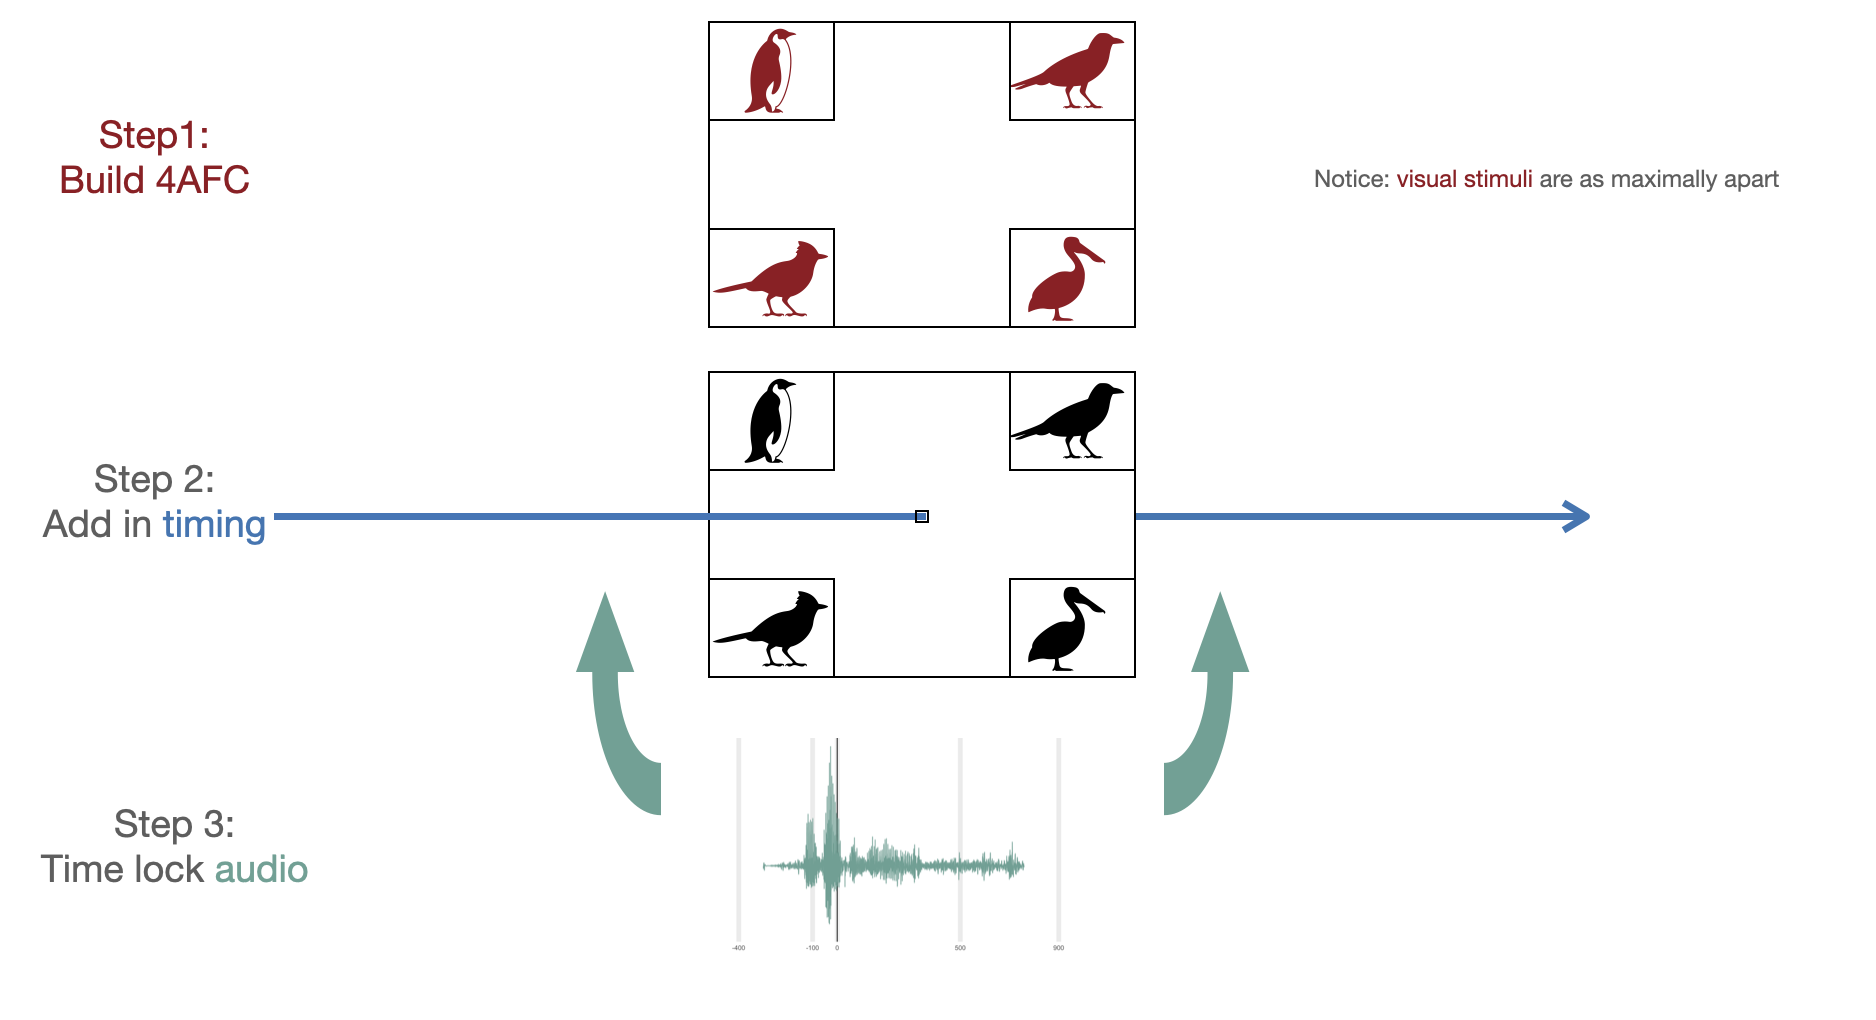 Step1:
Build 4AFC
Notice: visual stimuli are as maximally apart
Step 2:
Add in timing
Step 3:
Time lock audio
-400 -100 0 500 900